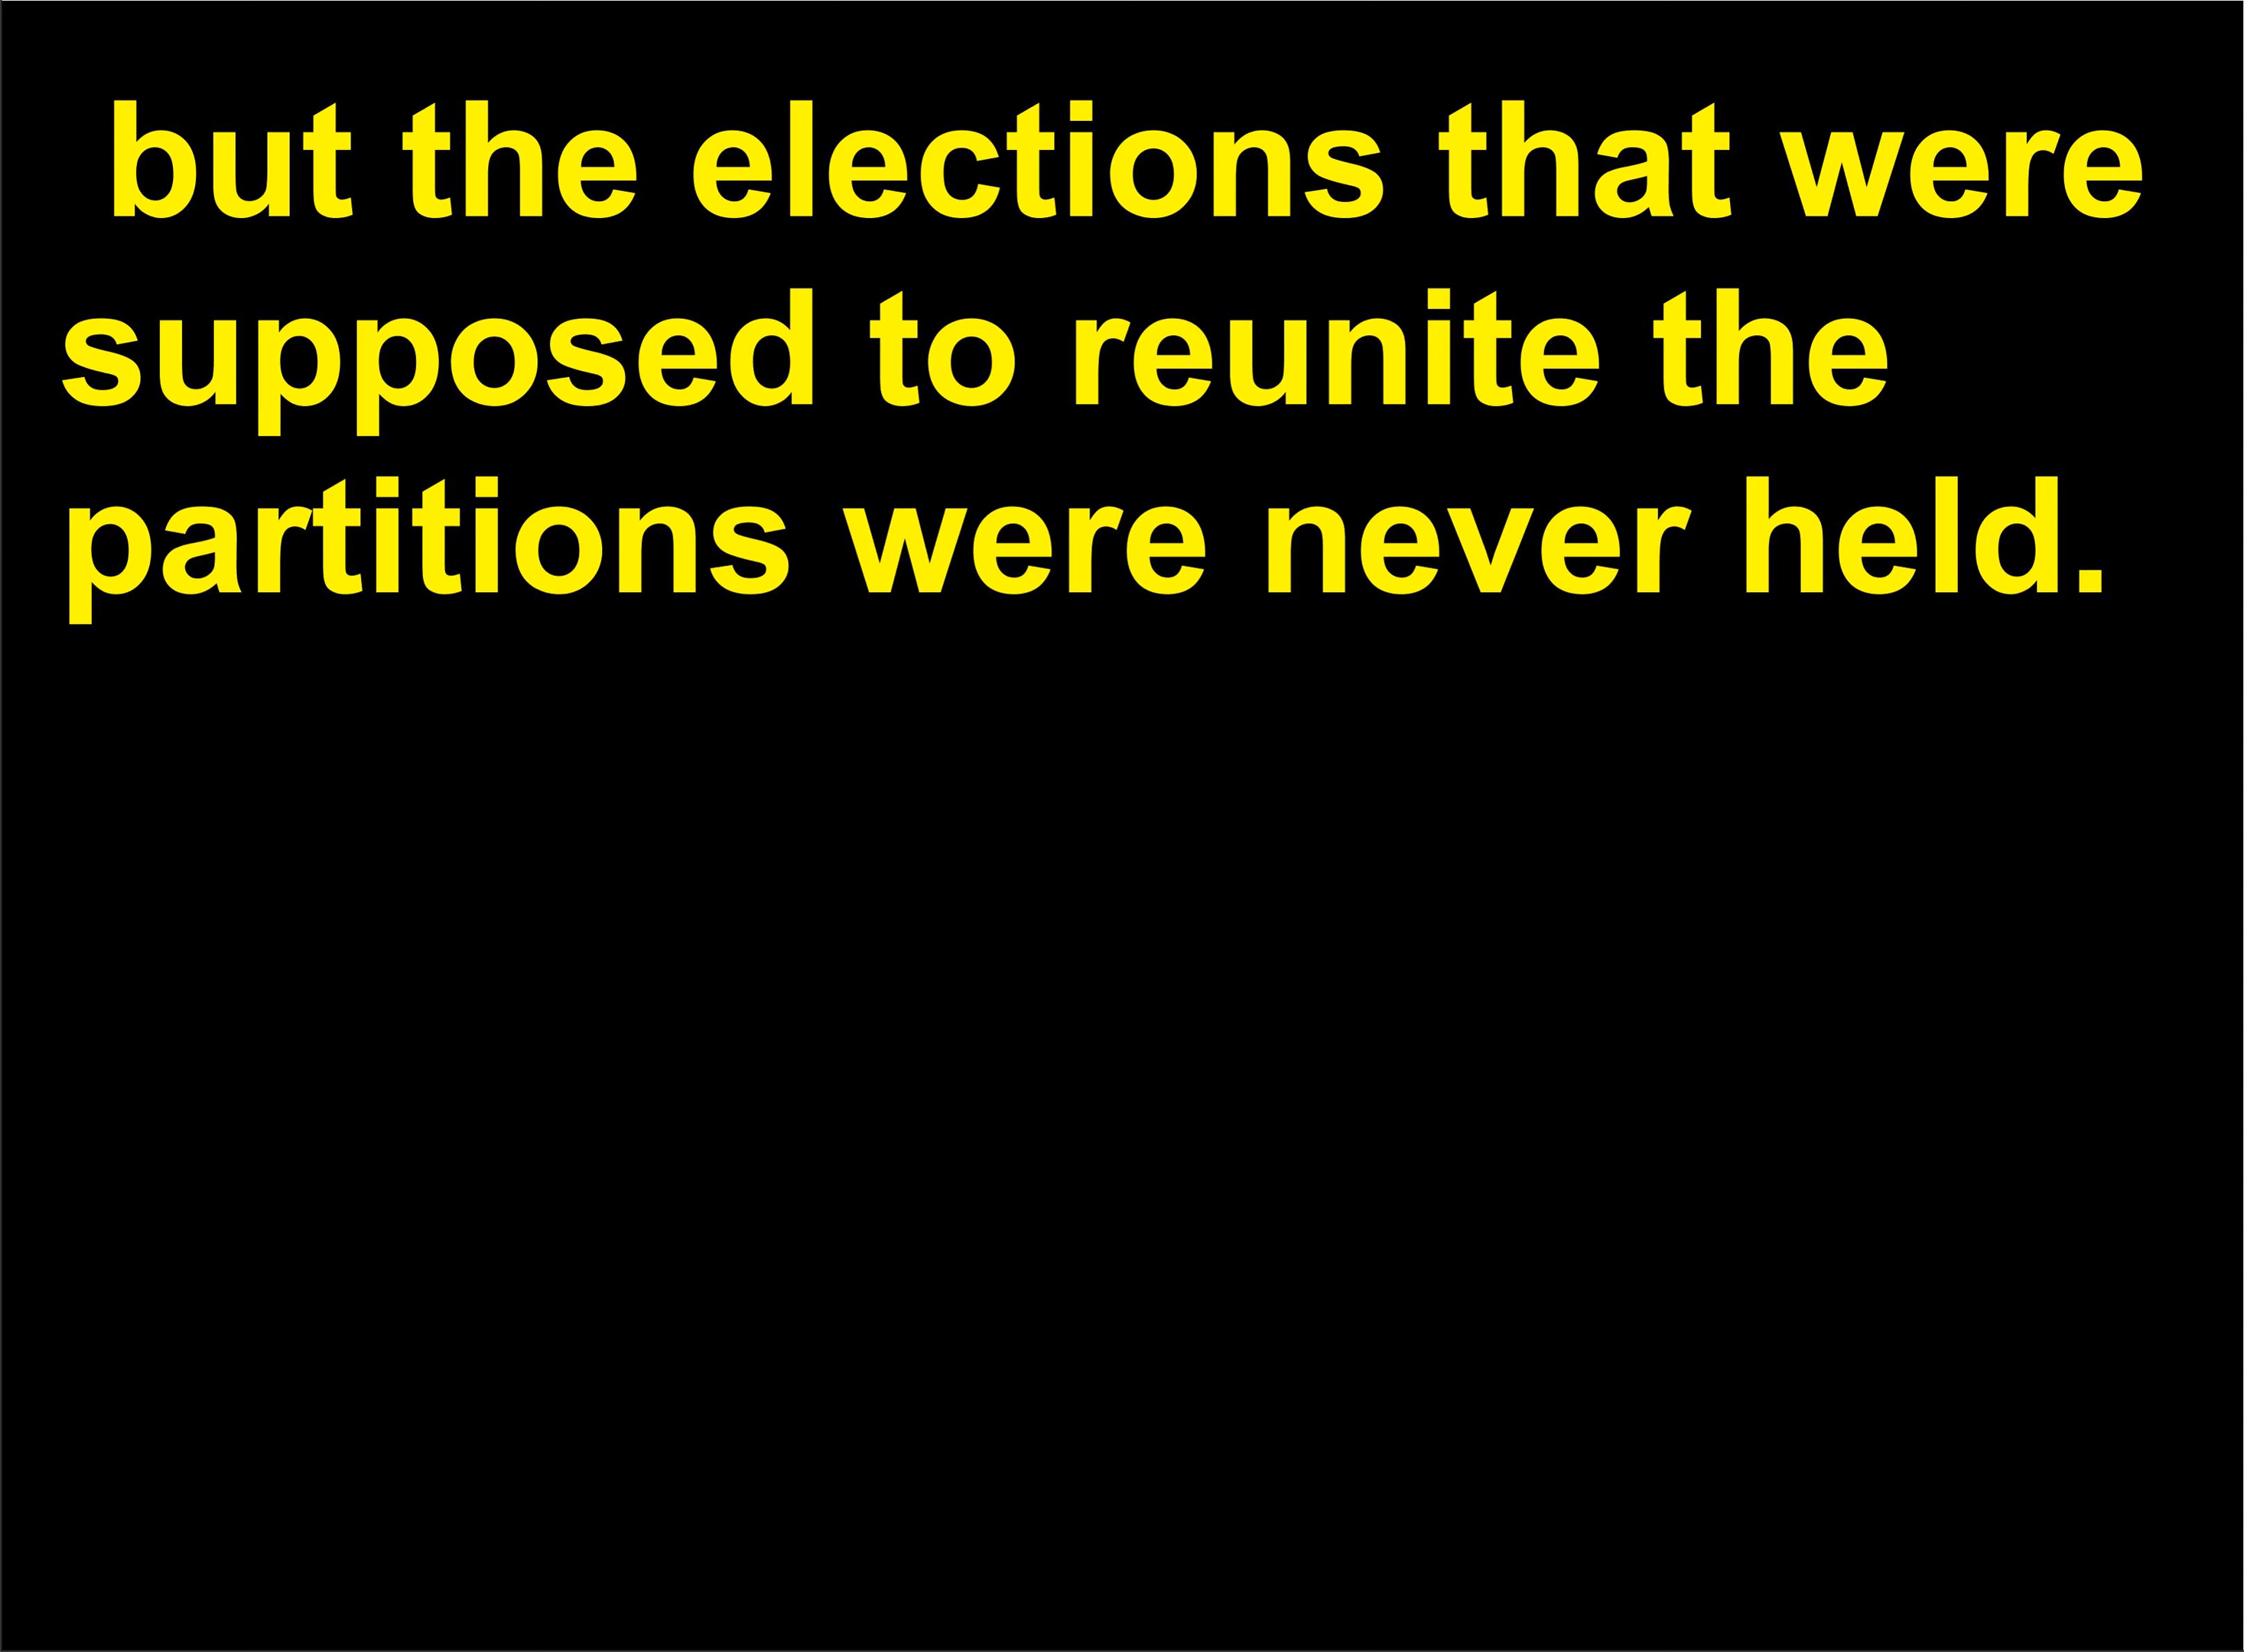 but the elections that were
supposed to reunite the
partitions were never held.